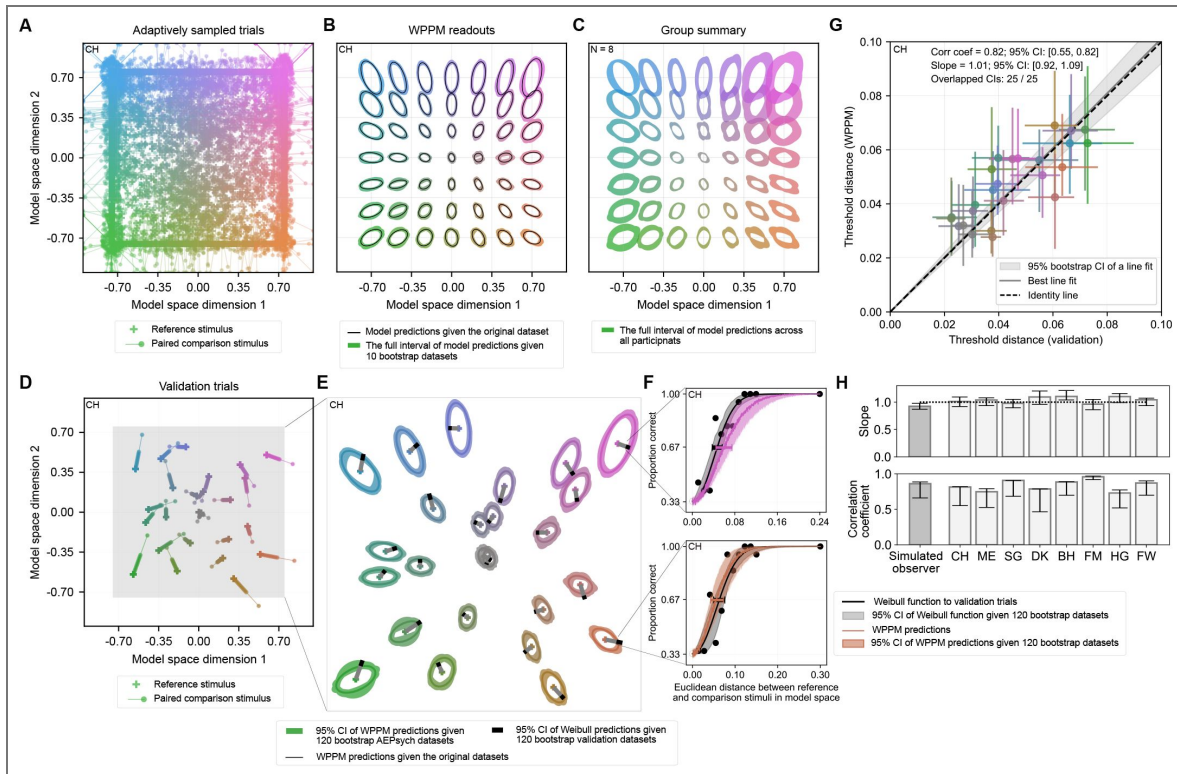 A
Adaptively sampled trials
CH
Model space dimension 2
0.70
0.35
0.00
-0.35
-0.70
-0.70 -0.35 0.00 0.35 0.70
Model space dimension 1
Reference stimulus
Paired comparison stimulus
B
WPPM readouts
CH
-0.70 -0.35 0.00 0.35 0.70
Model space dimension 1
Model predictions given the original dataset
The full interval of model predictions given
10 bootstrap datasets
C
Group summary
N = 8
-0.70 -0.35 0.00 0.35 0.70
Model space dimension 1
The full interval of model predictions across
all participnats
G
CH
Corr coef = 0.82; 95% CI: [0.55, 0.82]
Slope = 1.01; 95% CI: [0.92, 1.09]
Overlapped CIs: 25 / 25
Threshold distance (WPPM)
0.10
0.08
0.06
0.04
0.02
0.00
95% bootstrap CI of a line fit
Best line fit
Identity line
0.00 0.02 0.04 0.06 0.08 0.10
Threshold distance (validation)
D
Validation trials
CH
Model space dimension 2
0.70
0.35
0.00
-0.35
-0.70
-0.70 -0.35 0.00 0.35 0.70
Model space dimension 1
Reference stimulus
Paired comparison stimulus
E
CH
95% CI of WPPM predictions given
120 bootstrap AEPsych datasets
WPPM predictions given the original datasets
95% CI of Weibull predictions given
120 bootstrap validation datasets
F
CH
Proportion correct
1.00
0.67
0.33
0.00 0.08 0.16 0.24
CH
Proportion correct
1.00
0.67
0.33
0.00 0.10 0.20 0.30
Euclidean distance between reference
and comparison stimuli in model space
H
Slope
1.0
0.5
0.0
Correlation
coefficient
1.0
0.5
0.0
Simulated
observer
CH ME SG DK BH FM HG FW
Weibull function to validation trials
95% CI of Weibull function given 120 bootstrap datasets
WPPM predictions
95% CI of WPPM predictions given 120 bootstrap datasets